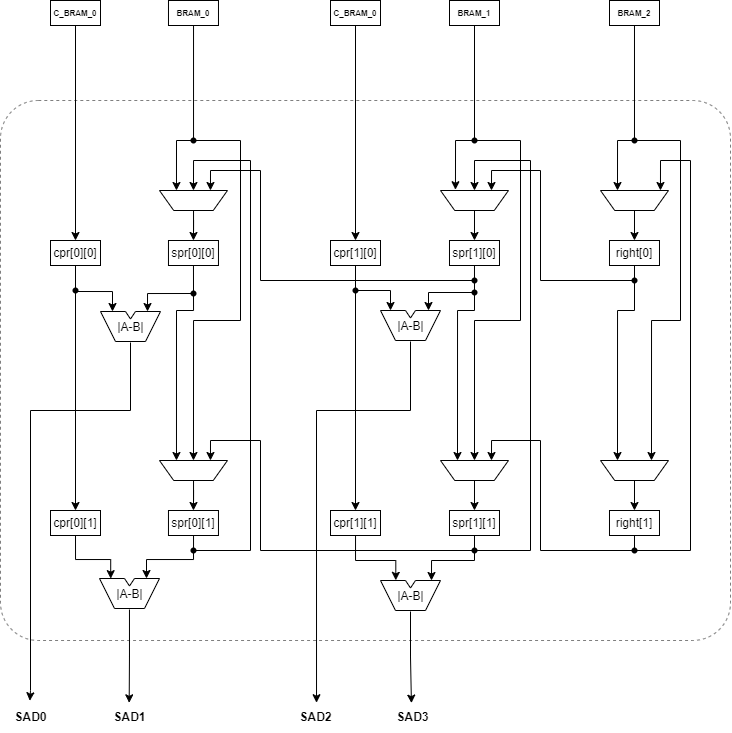 C_BRAM_0 BRAM_0 C_BRAM_0 BRAM_1 BRAM_2
cpr[0][0] spr[0][0] cpr[1][0] spr[1][0] right[0]
|A-B| |A-B|
cpr[0][1] spr[0][1] cpr[1][1] spr[1][1] right[1]
|A-B| |A-B|
SAD0 SAD1 SAD2 SAD3